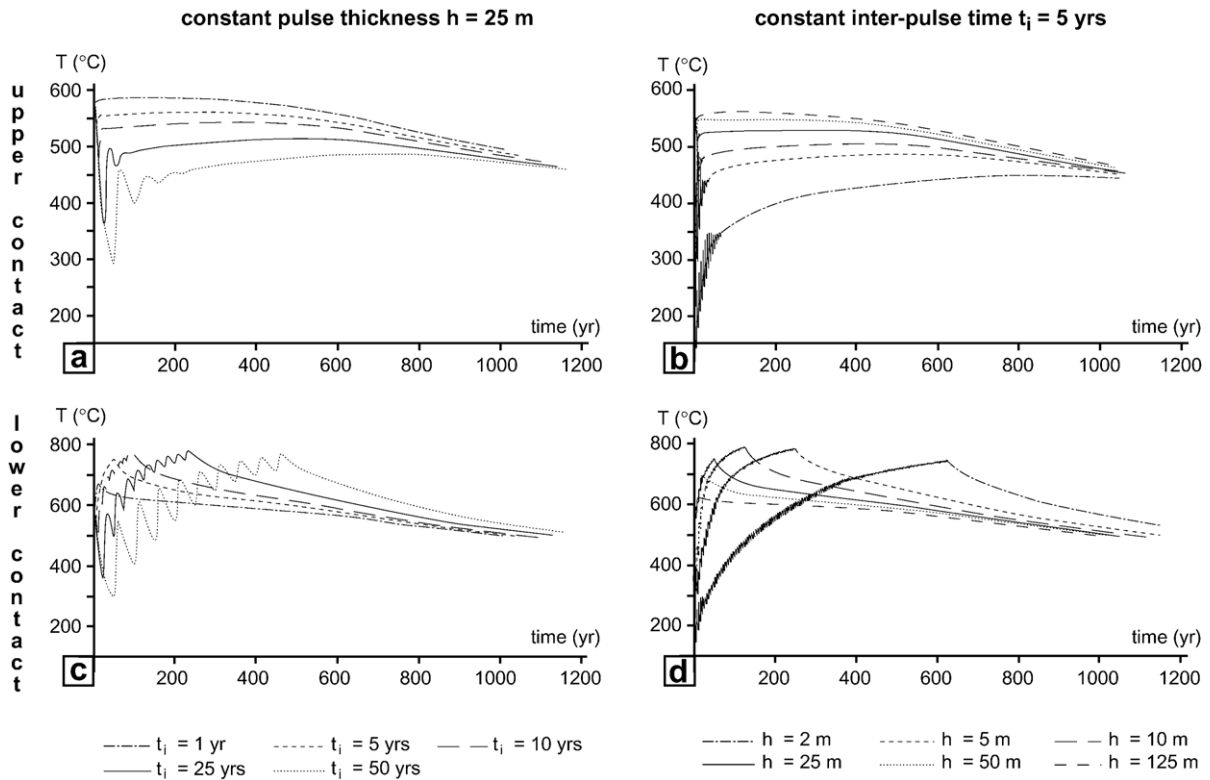 constant pulse thickness h = 25 m
constant inter-pulse time ti = 5 yrs
upper contact
T (°C)
600
500
400
300
200
time (yr)
a
200 400 600 800 1000 1200
T (°C)
600
500
400
300
200
time (yr)
b
200 400 600 800 1000 1200
lower contact
T (°C)
800
600
400
200
time (yr)
c
200 400 600 800 1000 1200
T (°C)
800
600
400
200
time (yr)
d
200 400 600 800 1000 1200
ti = 1 yr ti = 5 yrs ti = 10 yrs
ti = 25 yrs ti = 50 yrs
h = 2 m h = 5 m h = 10 m
h = 25 m h = 50 m h = 125 m